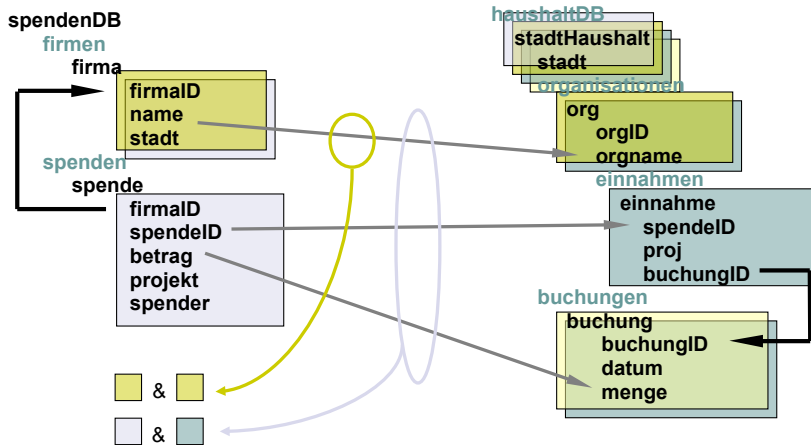 spendenDB
firmen
firma
firmaID
name
stadt
spenden
spende
firmaID
spendeID
betrag
projekt
spender
haushaltDB
stadtHaushalt
stadt
organisationen
org
orgID
orgname
einnahmen
einnahme
spendeID
proj
buchungID
buchungen
buchung
buchungID
datum
menge
&
&